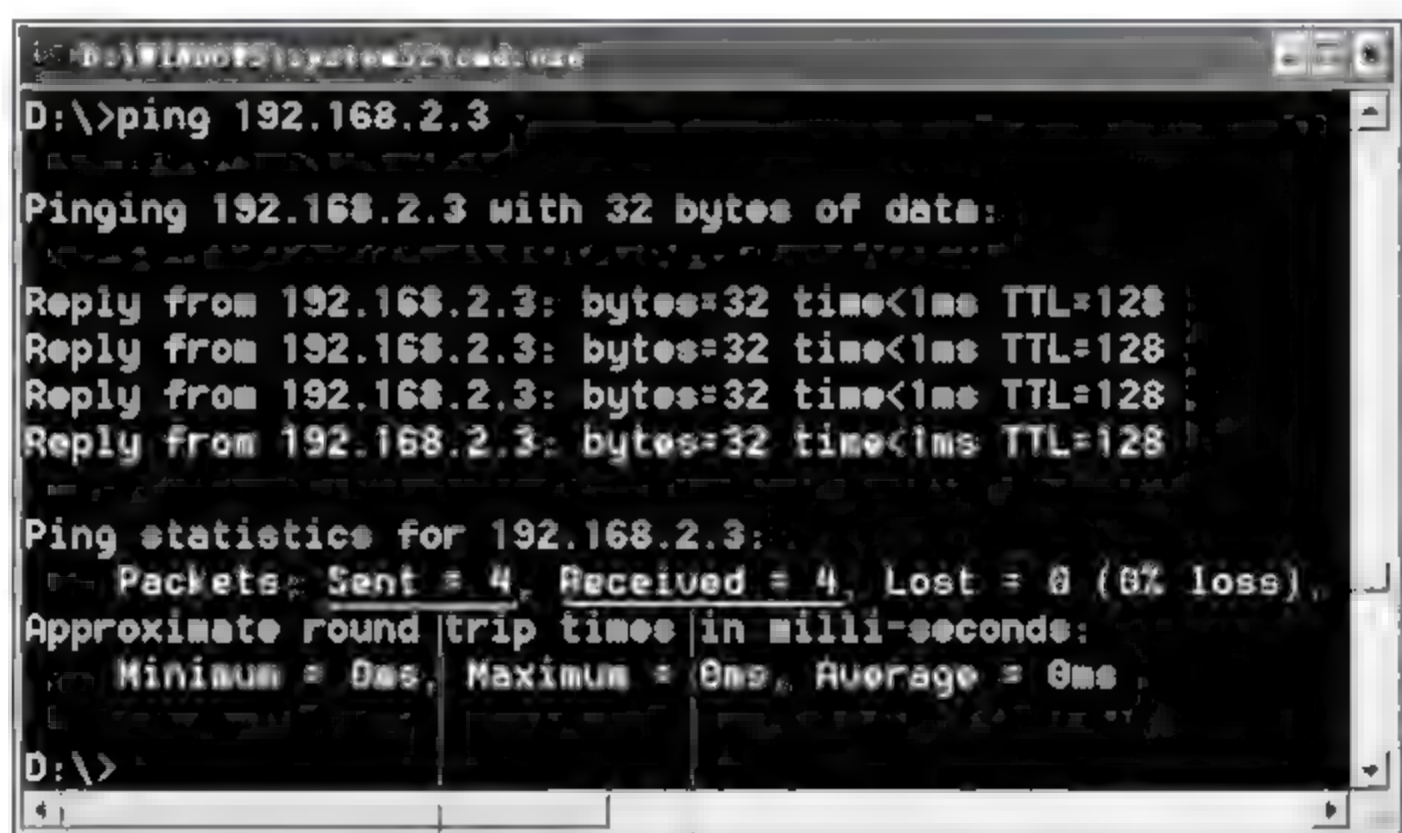 D:\WINDOWS\system32\cmd.exe
D:\>ping 192.168.2.3
Pinging 192.168.2.3 with 32 bytes of data:
Reply from 192.168.2.3: bytes=32 time<1ms TTL=128
Reply from 192.168.2.3: bytes=32 time<1ms TTL=128
Reply from 192.168.2.3: bytes=32 time<1ms TTL=128
Reply from 192.168.2.3: bytes=32 time<1ms TTL=128
Ping statistics for 192.168.2.3:
Packets: Sent = 4, Received = 4, Lost = 0 (0% loss),
Approximate round trip times in milli-seconds:
Minimum = 0ms, Maximum = 0ms, Average = 0ms
D:\>